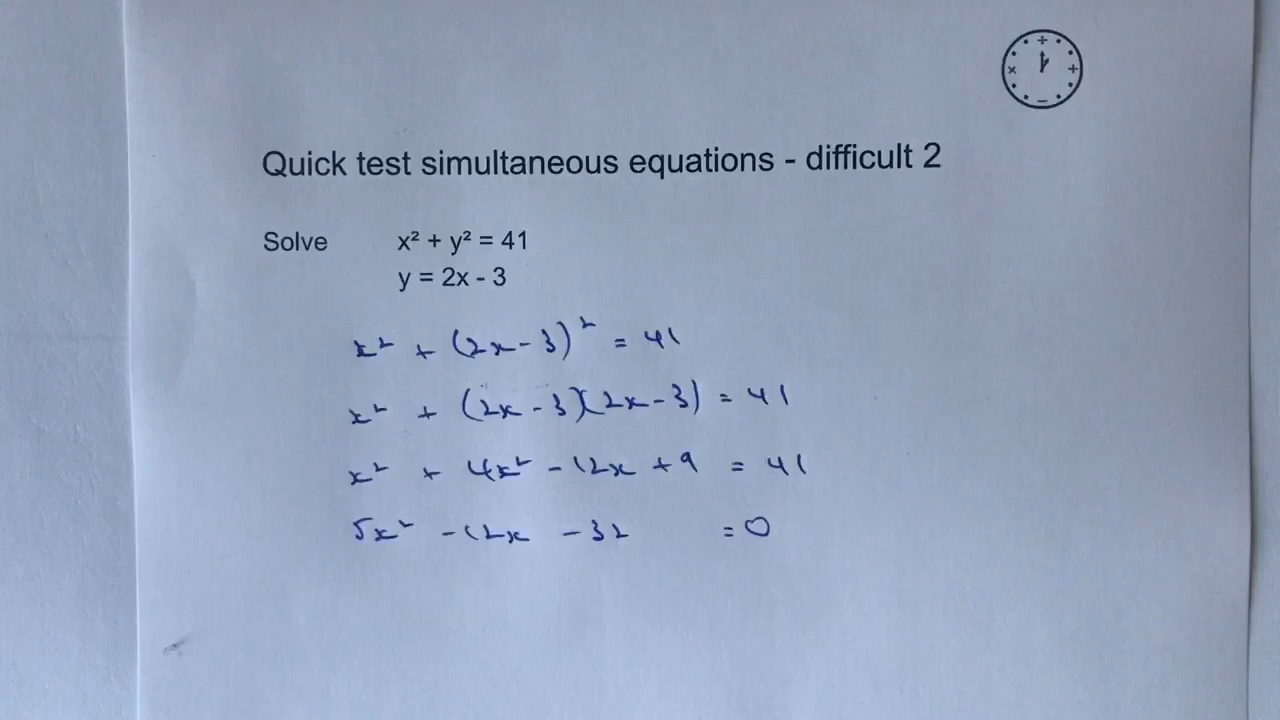 Quick test simultaneous equations - difficult 2
Solve x² + y² = 41
y = 2x - 3
x² + (2x - 3)² = 41
x² + (2x - 3)(2x - 3) = 41
x² + 4x² - 12x + 9 = 41
5x² - 12x - 32 = 0